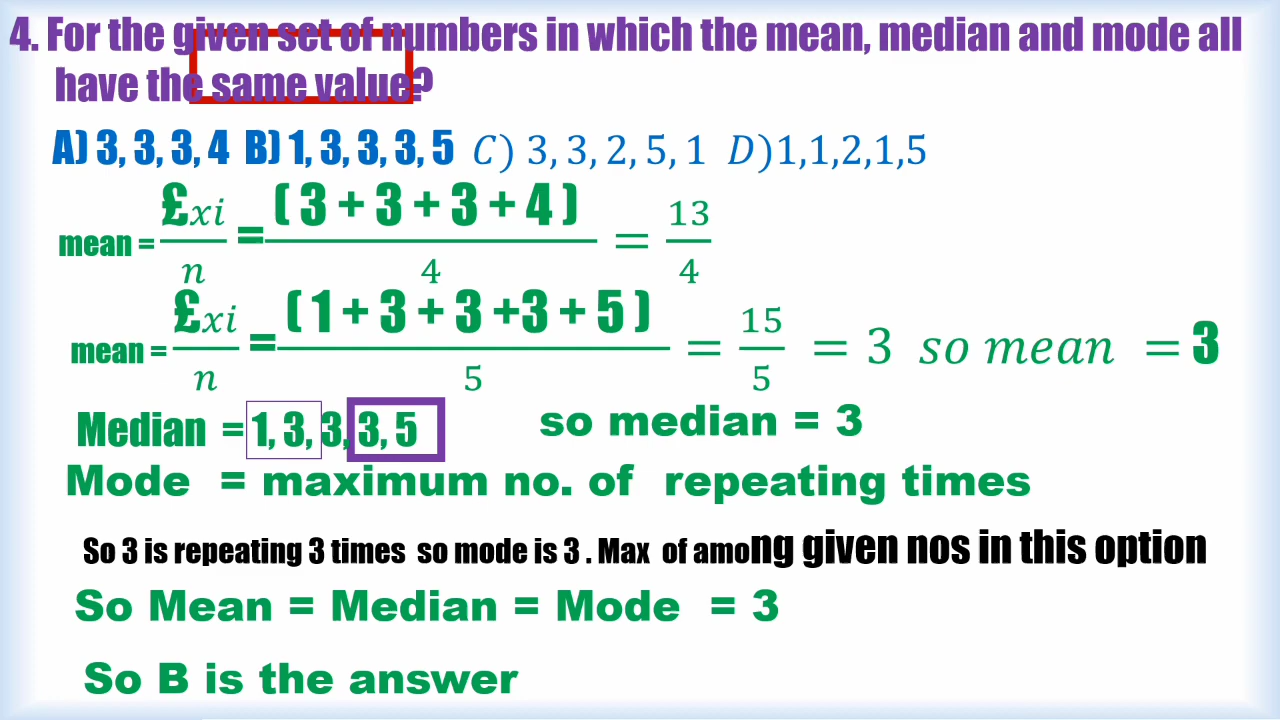 4. For the given set of numbers in which the mean, median and mode all
have the same value?
A) 3, 3, 3, 4 B) 1, 3, 3, 3, 5 C) 3, 3, 2, 5, 1 D)1,1,2,1,5
mean = £xi/n = ( 3 + 3 + 3 + 4 )/4 = 13/4
mean = £xi/n = ( 1 + 3 + 3 +3 + 5 )/5 = 15/5 = 3 so mean = 3
Median = 1, 3, 3, 3, 5 so median = 3
Mode = maximum no. of repeating times
So 3 is repeating 3 times so mode is 3 . Max of among given nos in this option
So Mean = Median = Mode = 3
So B is the answer